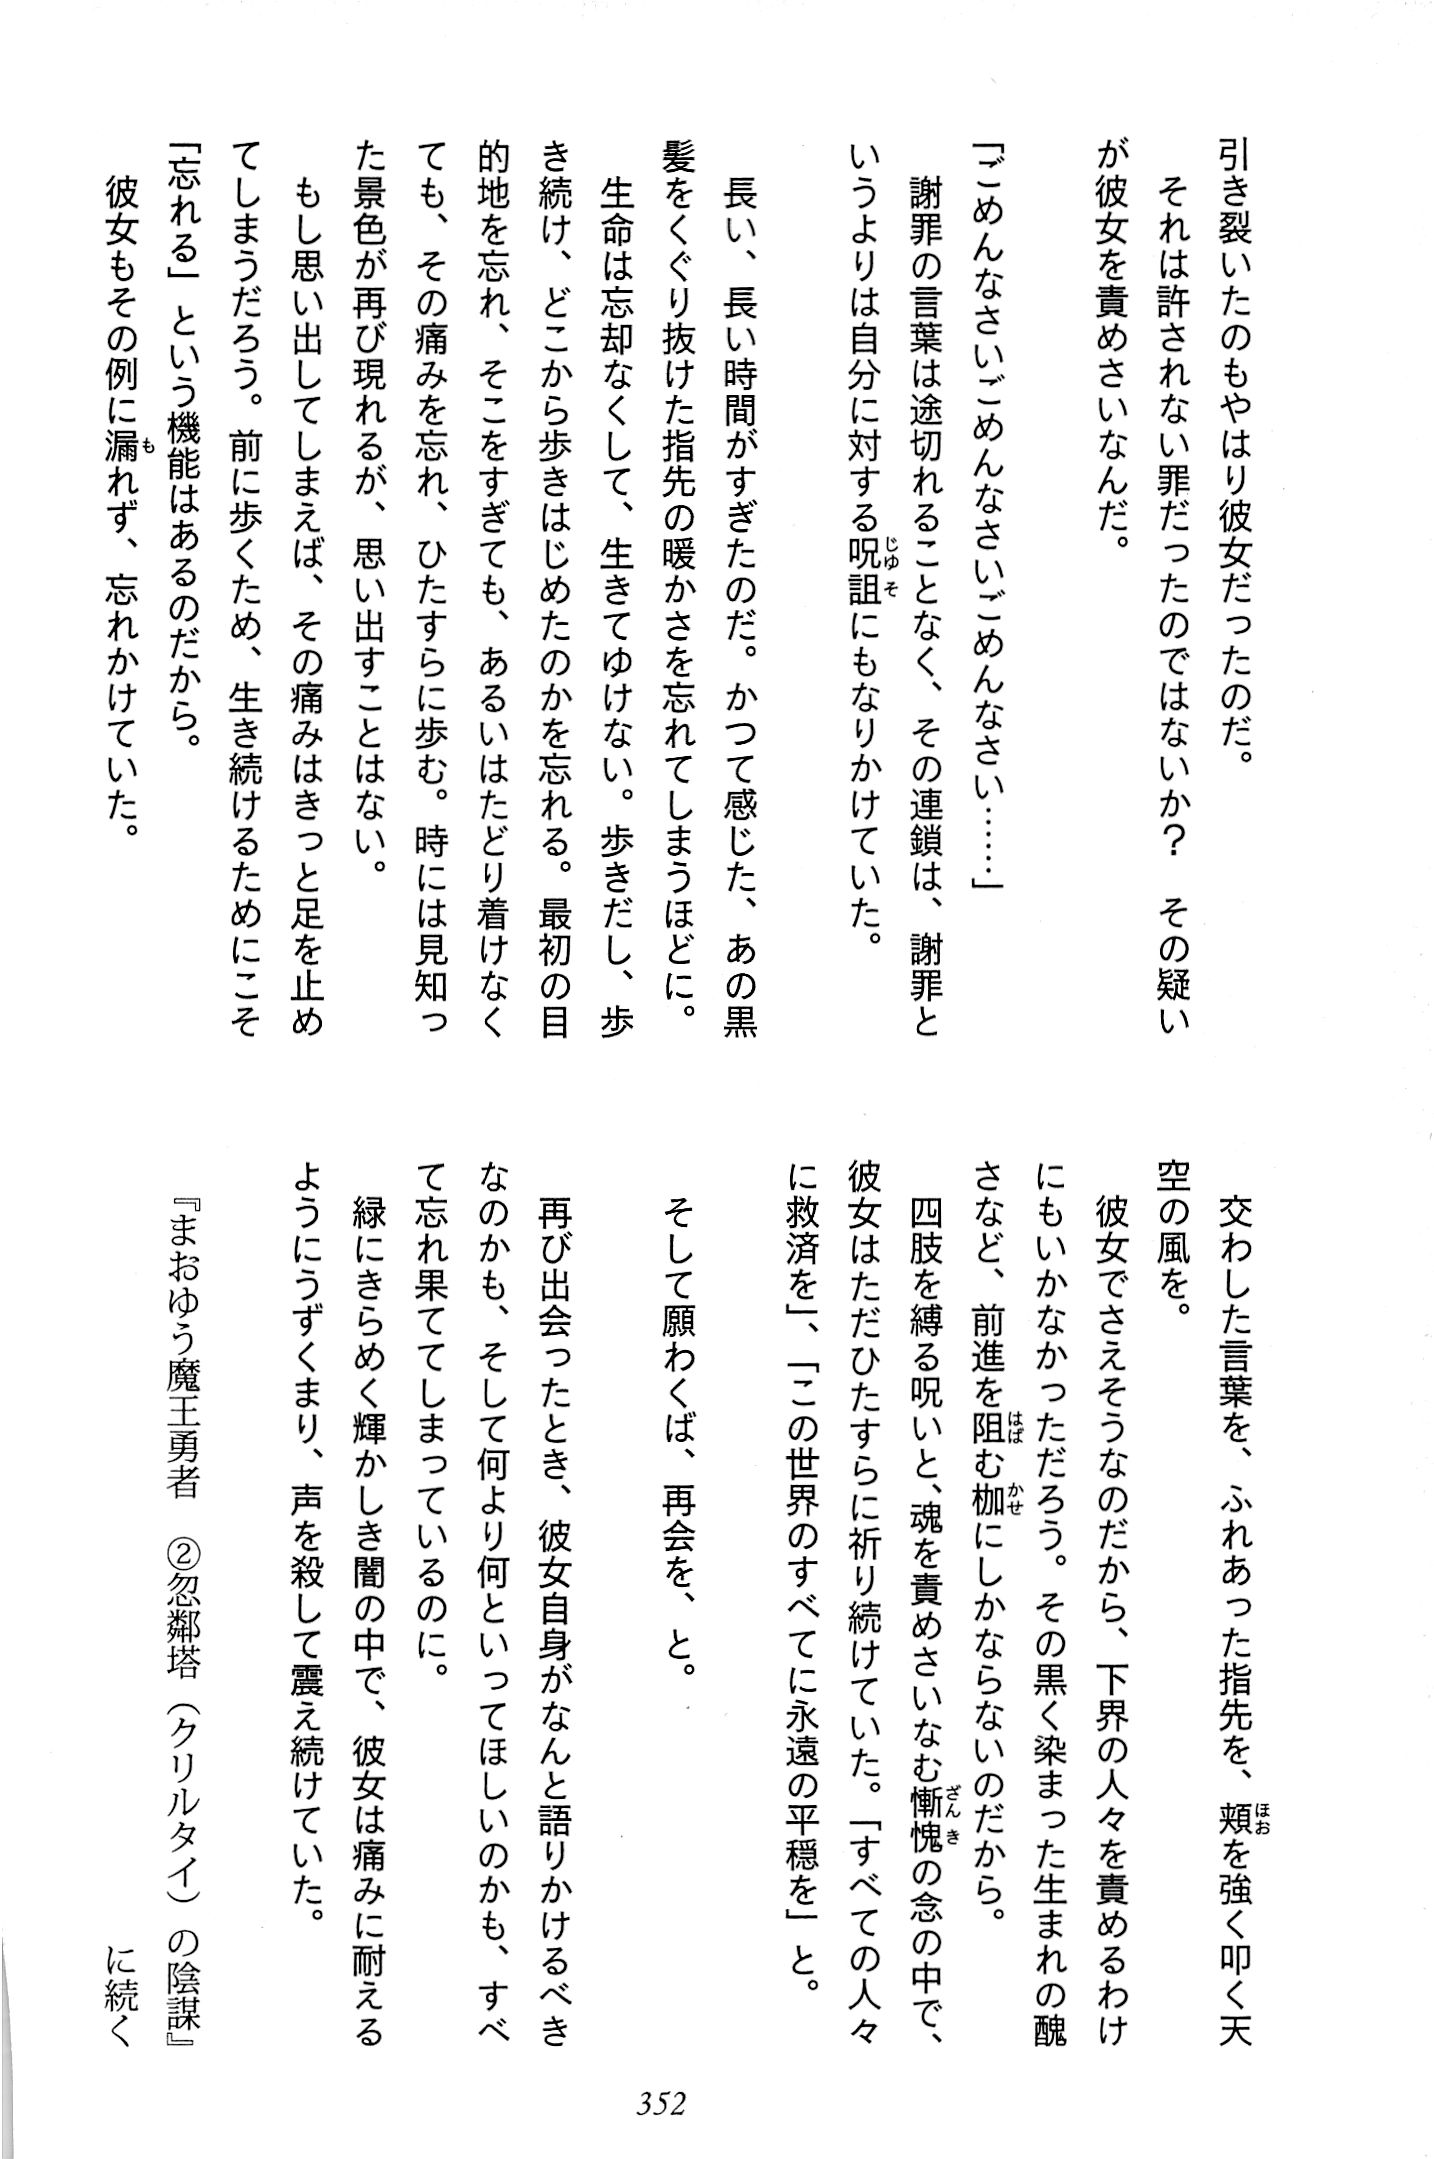 引き裂いたのもやはり彼女だったのだ。
それは許されない罪だったのではないか？　その疑い
が彼女を責めさいなんだ。
「ごめんなさいごめんなさいごめんなさい……」
謝罪の言葉は途切れることなく、その連鎖は、謝罪と
いうよりは自分に対する呪詛にもなりかけていた。
長い、長い時間がすぎたのだ。かつて感じた、あの黒
髪をくぐり抜けた指先の暖かさを忘れてしまうほどに。
生命は忘却なくして、生きてゆけない。歩きだし、歩
き続け、どこから歩きはじめたのかを忘れる。最初の目
的地を忘れ、そこをすぎても、あるいはたどり着けなく
ても、その痛みを忘れ、ひたすらに歩む。時には見知っ
た景色が再び現れるが、思い出すことはない。
もし思い出してしまえば、その痛みはきっと足を止め
てしまうだろう。前に歩くため、生き続けるためにこそ
「忘れる」という機能はあるのだから。
彼女もその例に漏れず、忘れかけていた。
交わした言葉を、ふれあった指先を、頬を強く叩く天
空の風を。
彼女でさえそうなのだから、下界の人々を責めるわけ
にもいかなかっただろう。その黒く染まった生まれの醜
さなど、前進を阻む枷にしかならないのだから。
四肢を縛る呪いと、魂を責めさいなむ慚愧の念の中で、
彼女はただひたすらに祈り続けていた。「すべての人々
に救済を」、「この世界のすべてに永遠の平穏を」と。
そして願わくば、再会を、と。
再び出会ったとき、彼女自身がなんと語りかけるべき
なのかも、そして何より何といってほしいのかも、すべ
て忘れ果ててしまっているのに。
緑にきらめく輝かしき闇の中で、彼女は痛みに耐える
ようにうずくまり、声を殺して震え続けていた。
『まおゆう魔王勇者　②忽鄰塔（クリルタイ）の陰謀』
に続く
352